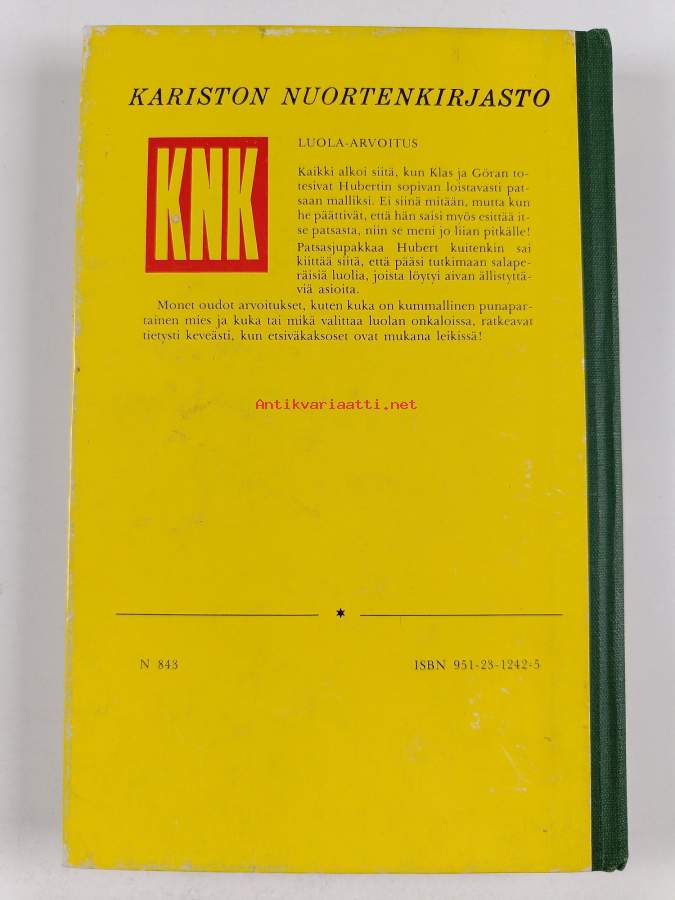 KARISTON NUORTENKIRJASTO
KNK
LUOLA-ARVOITUS
Kaikki alkoi siitä, kun Klas ja Göran to-
tesivat Hubertin sopivan loistavasti pat-
saan malliksi. Ei siinä mitään, mutta kun
he päättivät, että hän saisi myös esittää it-
se patsasta, niin se meni jo liian pitkälle!
Patsasjupakkaa Hubert kuitenkin sai
kiittää siitä, että pääsi tutkimaan salape-
räisiä luolia, joista löytyi aivan ällistyttä-
viä asioita.
Monet oudot arvoitukset, kuten kuka on kummallinen punapar-
tainen mies ja kuka tai mikä valittaa luolan onkaloissa, ratkeavat
tietysti keveästi, kun etsiväkaksoset ovat mukana leikissä!
Antikvariaatti.net
N 843
ISBN 951-23-1242-5